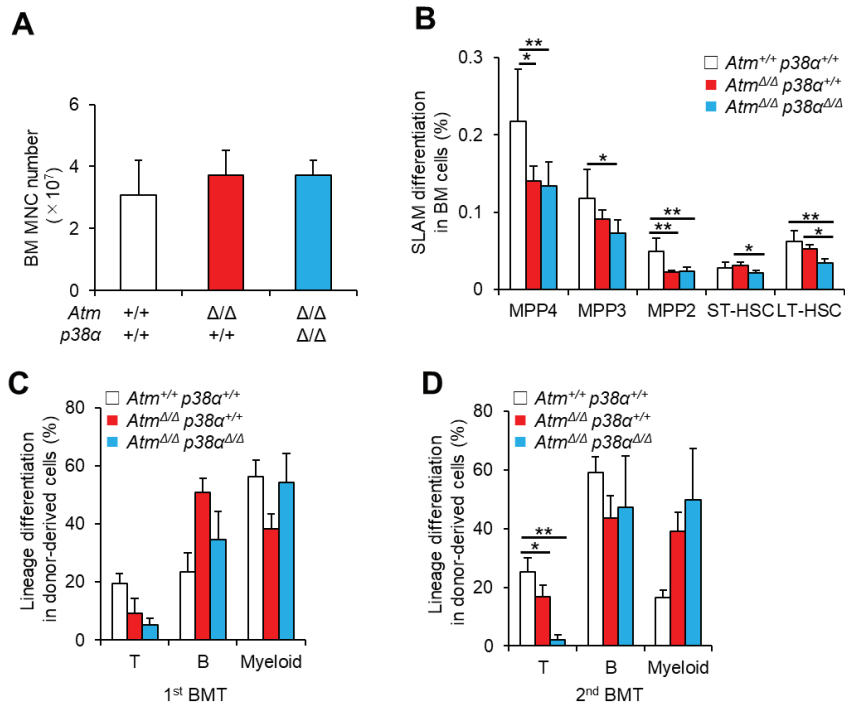 A
BM MNC number
(× 10⁷)
6
4
2
0
Atm +/+ Δ/Δ Δ/Δ
p38α +/+ +/+ Δ/Δ
B
SLAM differentiation
in BM cells (%)
Atm+/+ p38α+/+
AtmΔ/Δ p38α+/+
AtmΔ/Δ p38αΔ/Δ
0.3
0.2
0.1
0
**
*
*
**
**
*
**
*
MPP4 MPP3 MPP2 ST-HSC LT-HSC
C
Lineage differentiation
in donor-derived cells (%)
Atm+/+ p38α+/+
AtmΔ/Δ p38α+/+
AtmΔ/Δ p38αΔ/Δ
80
60
40
20
0
T B Myeloid
1st BMT
D
Lineage differentiation
in donor-derived cells (%)
Atm+/+ p38α+/+
AtmΔ/Δ p38α+/+
AtmΔ/Δ p38αΔ/Δ
80
60
40
20
0
**
*
T B Myeloid
2nd BMT